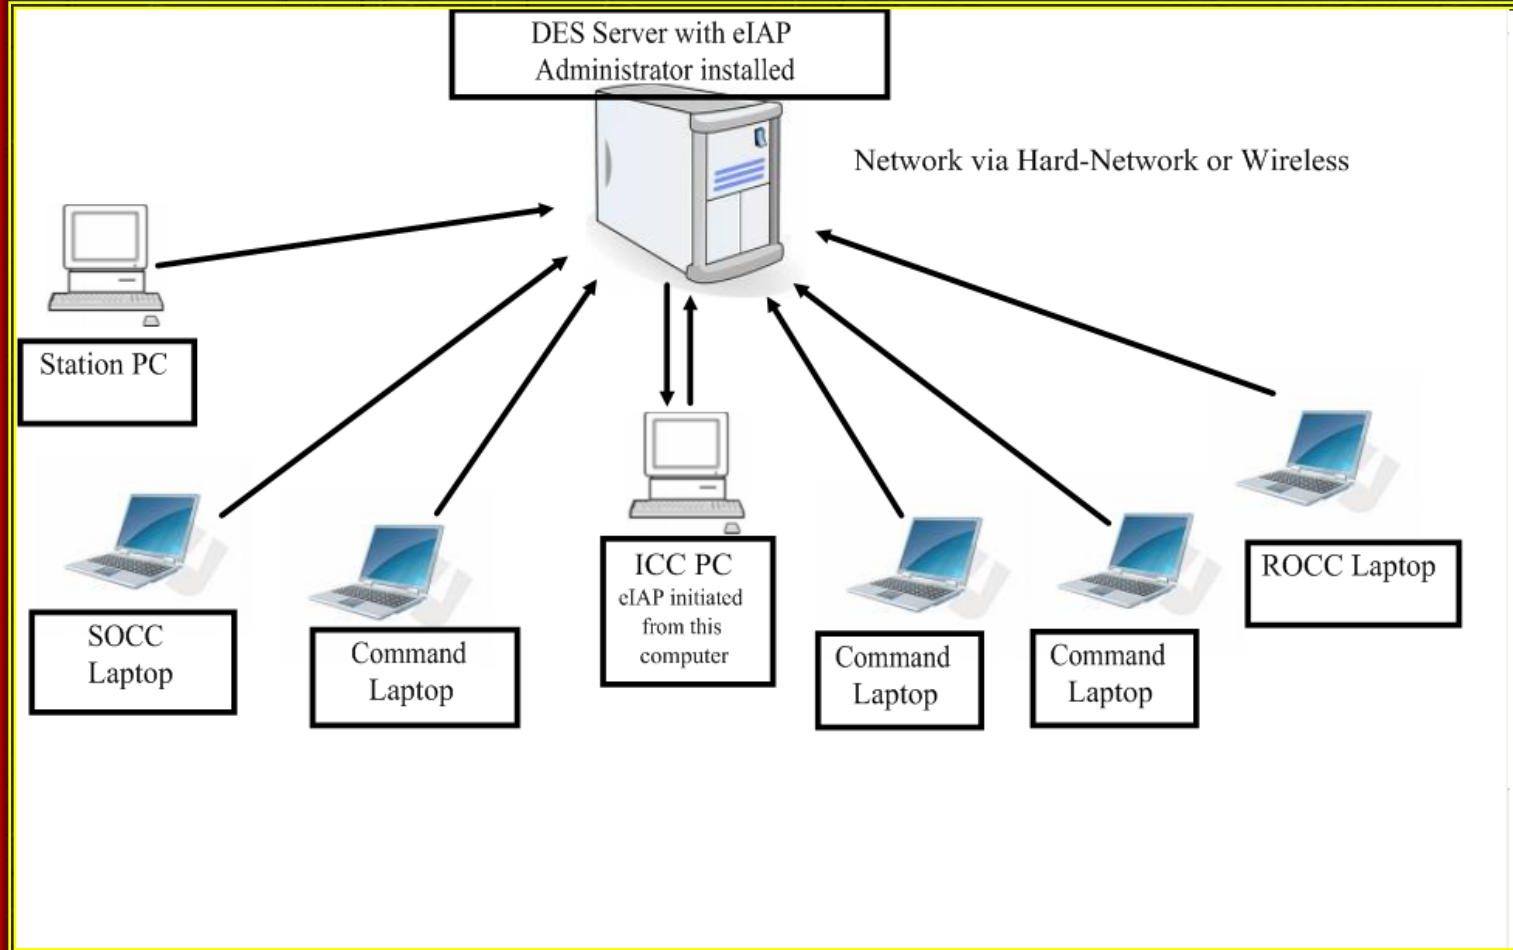 DES Server with eIAP
Administrator installed
Network via Hard-Network or Wireless
Station PC
SOCC
Laptop
Command
Laptop
ICC PC
eIAP initiated
from this
computer
Command
Laptop
Command
Laptop
ROCC Laptop